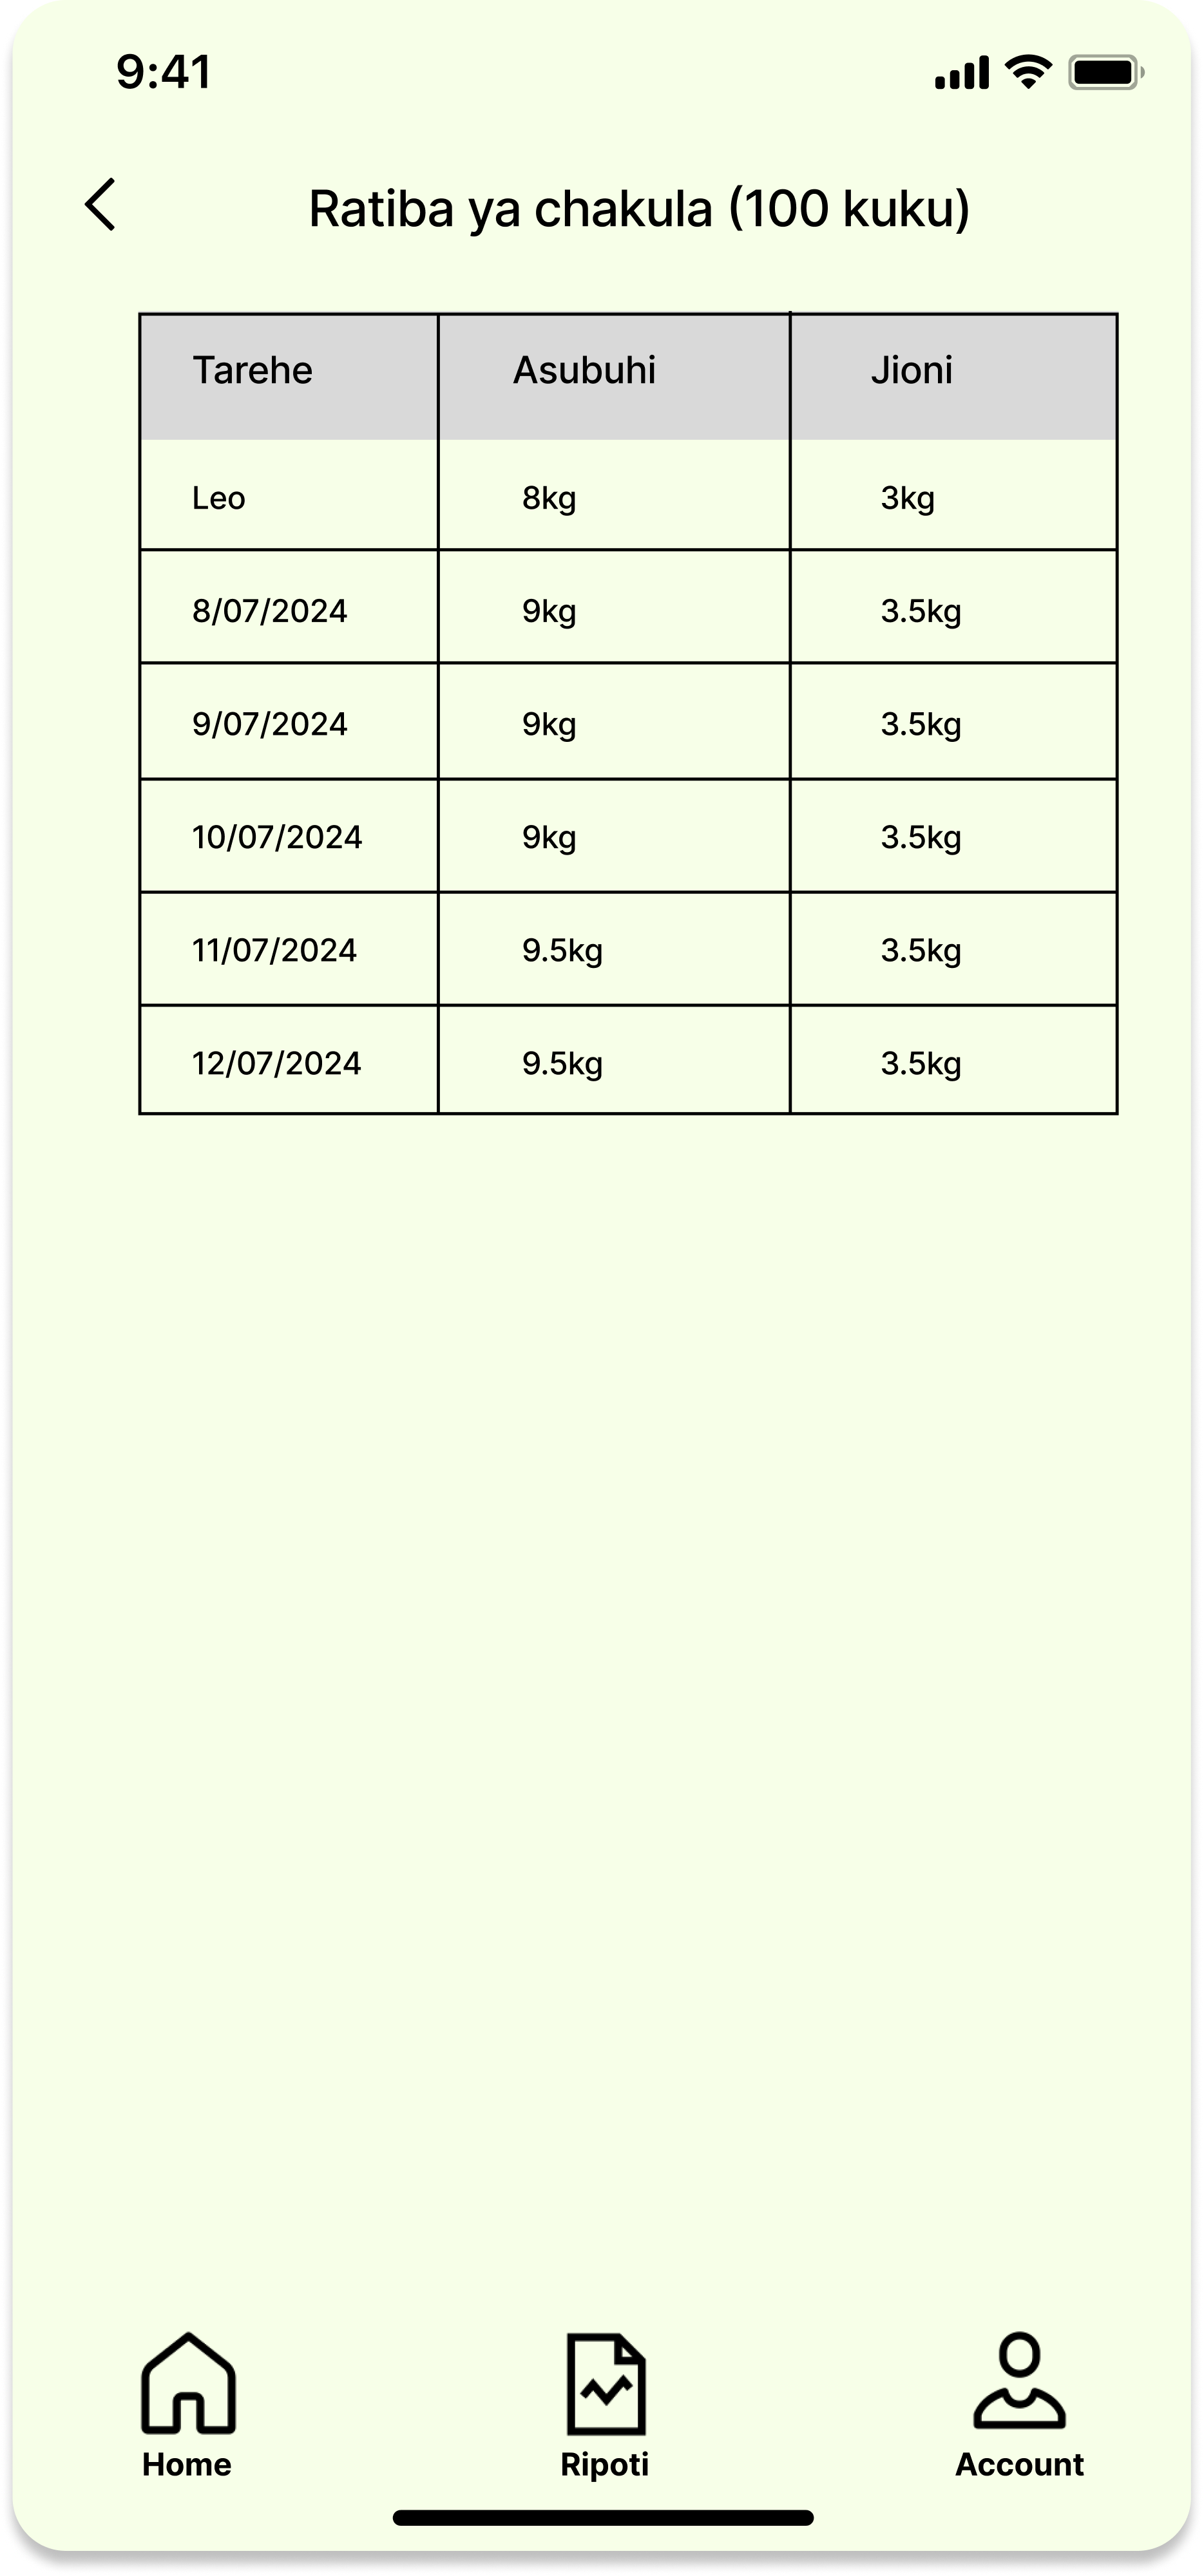 9:41
Ratiba ya chakula (100 kuku)
Tarehe Asubuhi Jioni
Leo 8kg 3kg
8/07/2024 9kg 3.5kg
9/07/2024 9kg 3.5kg
10/07/2024 9kg 3.5kg
11/07/2024 9.5kg 3.5kg
12/07/2024 9.5kg 3.5kg
Home Ripoti Account